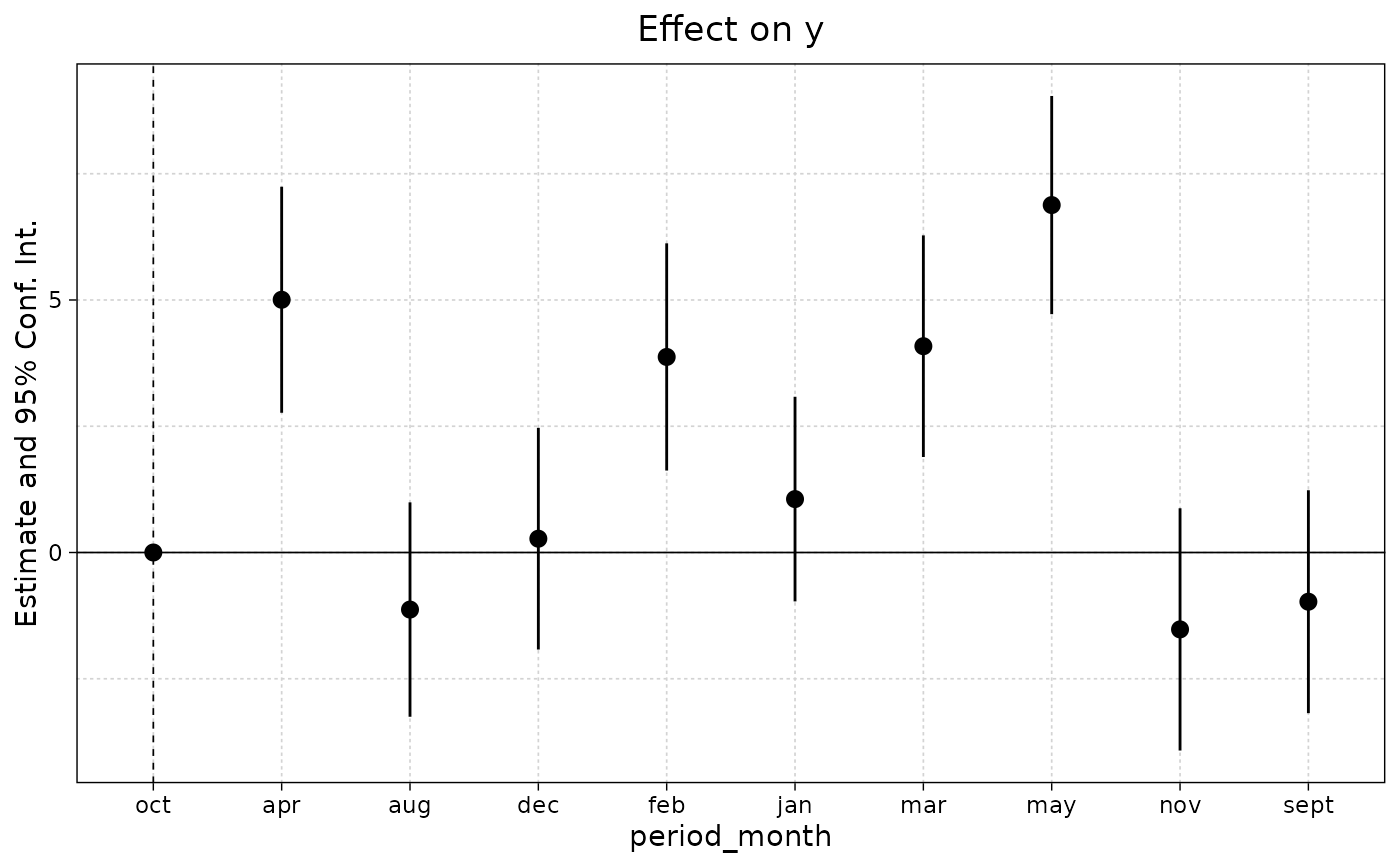 Effect on y
Estimate and 95% Conf. Int.
5
0
oct apr aug dec feb jan mar may nov sept
period_month